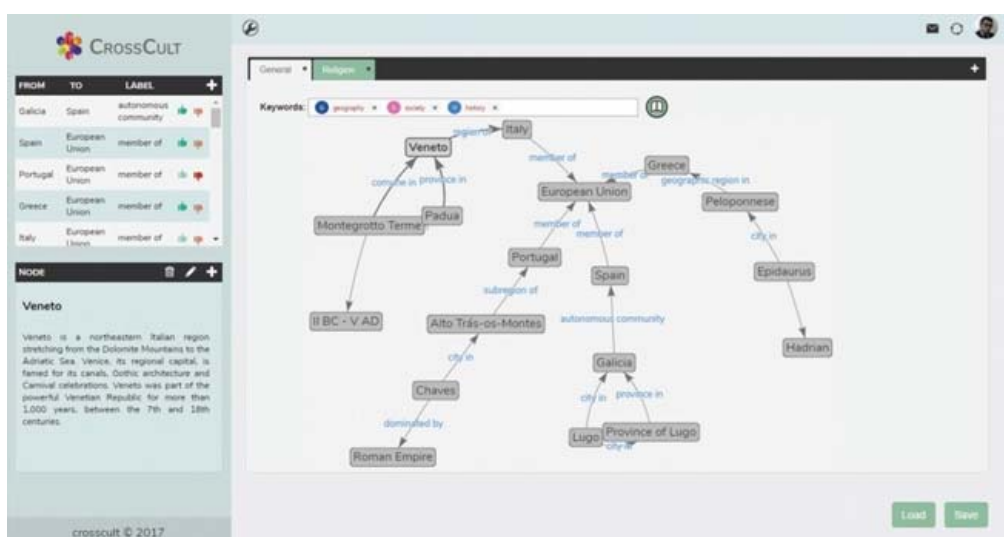 CROSSCULT
FROM TO LABEL +
Galicia Spain autonomous
community
Spain European
Union member of
Portugal European
Union member of
Greece European
Union member of
Italy European
Union member of
NODE
Veneto
Veneto is a northeastern Italian region
stretching from the Dolomite Mountains to the
Adriatic Sea. Venice, its regional capital, is
famed for its canals, Gothic architecture and
Carnival celebrations. Veneto was part of the
powerful Venetian Republic for more than
1,000 years, between the 7th and 18th
centuries.
crosscult © 2017
General Religion
Keywords: geography society history
region of
Italy
Veneto
member of
Greece
member of
geographic region in
comune in
province in
European Union
Peloponnese
Montegrotto Terme
Padua
member of
member of
city in
Portugal
Spain
Epidaurus
subregion of
II BC - V AD
Alto Trás-os-Montes
autonomous community
Hadrian
Galicia
city in
Chaves
city in
province in
dominated by
Lugo
Province of Lugo
city in
Roman Empire
Load Save